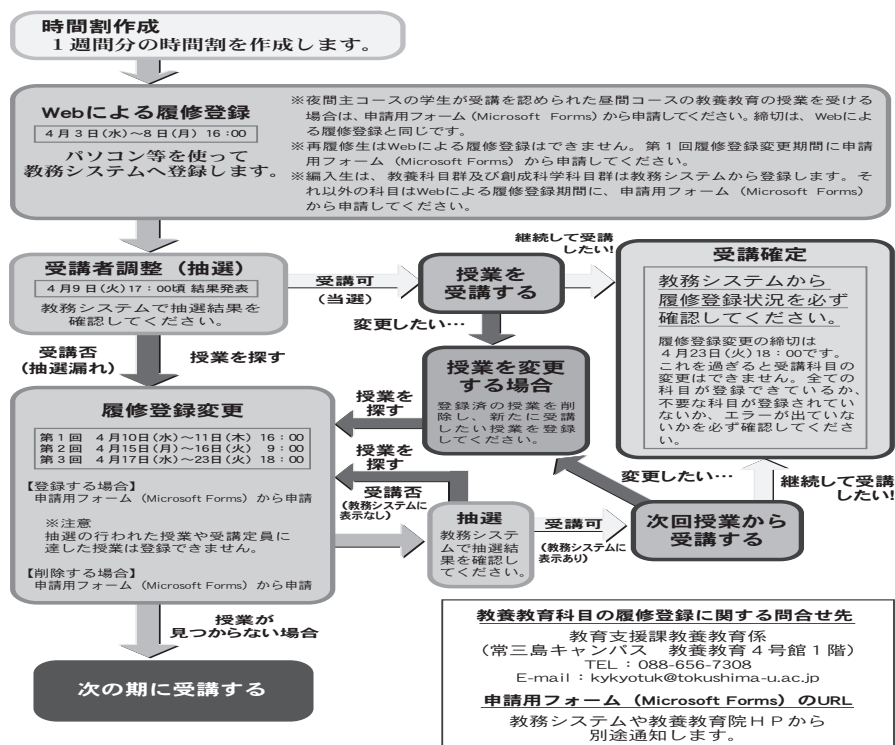 時間割作成
１週間分の時間割を作成します。
Webによる履修登録
４月３日(水)～８日(月) 16：00
パソコン等を使って
教務システムへ登録します。
※夜間主コースの学生が受講を認められた昼間コースの教養教育の授業を受ける
場合は、申請用フォーム（Microsoft Forms）から申請してください。締切は、Webによ
る履修登録と同じです。
※再履修生はWebによる履修登録はできません。第１回履修登録変更期間に申請
用フォーム（Microsoft Forms）から申請してください。
※編入生は、教養科目群及び創成科学科目群は教務システムから登録します。そ
れ以外の科目はWebによる履修登録期間に、申請用フォーム（Microsoft Forms）
から申請してください。
受講者調整（抽選）
４月９日(火)17：00頃 結果発表
教務システムで抽選結果を
確認してください。
受講可
(当選)
授業を
受講する
継続して受講
したい!
受講確定
教務システムから
履修登録状況を必ず
確認してください。
履修登録変更の締切は
４月23日(火)18：00です。
これを過ぎると受講科目の
変更はできません。全ての
科目が登録できているか、
不要な科目が登録されてい
ないか、エラーが出ていな
いかを必ず確認してくださ
い。
変更したい…
受講否
(抽選漏れ)
授業を探す
授業を変更
する場合
登録済の授業を削
除し、新たに受講
したい授業を登録
してください。
授業を
探す
履修登録変更
第１回　４月10日(水)～11日(木) 16：00
第２回　４月15日(月)～16日(火)　9：00
第３回　４月17日(水)～23日(火) 18：00
【登録する場合】
申請用フォーム（Microsoft Forms）から申請
※注意
抽選の行われた授業や受講定員に
達した授業は登録できません。
【削除する場合】
申請用フォーム（Microsoft Forms）から申請
授業を
探す
受講否
(教務システムに
表示なし)
抽選
教務システ
ムで抽選結
果を確認し
てください。
受講可
(教務システムに
表示あり)
変更したい…
次回授業から
受講する
継続して受講
したい!
授業が
見つからない場合
次の期に受講する
教養教育科目の履修登録に関する問合せ先
教育支援課教養教育係
（常三島キャンパス　教養教育４号館１階）
TEL：088-656-7308
E-mail：kykyotuk@tokushima-u.ac.jp
申請用フォーム（Microsoft Forms）のURL
教務システムや教養教育院ＨＰから
別途通知します。